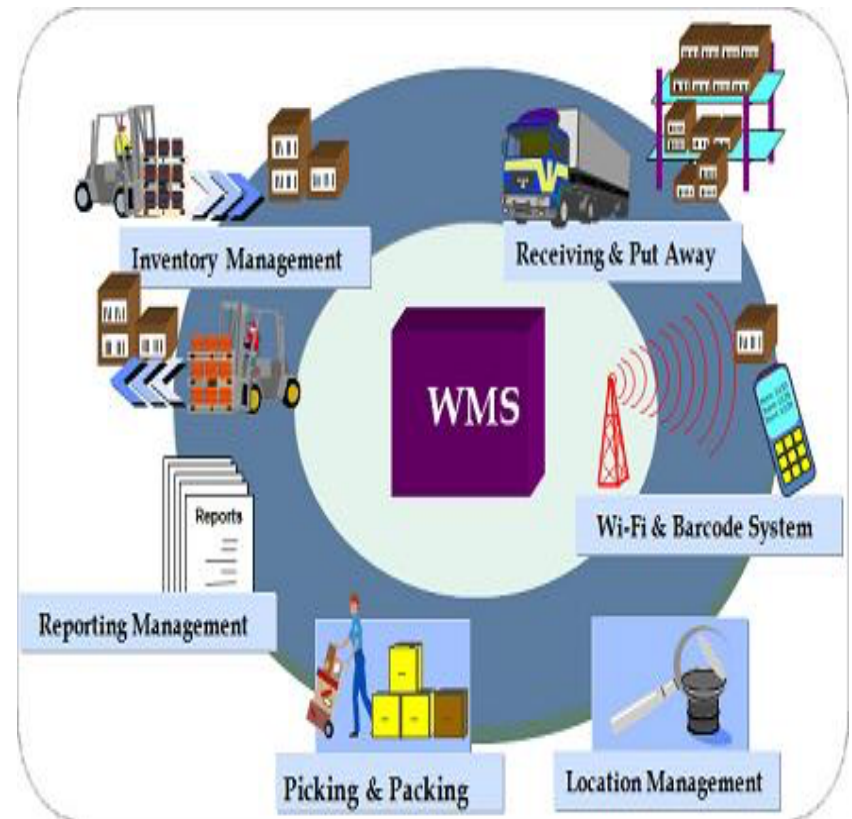 Inventory Management
Receiving & Put Away
WMS
Wi-Fi & Barcode System
Reports
Reporting Management
Picking & Packing
Location Management